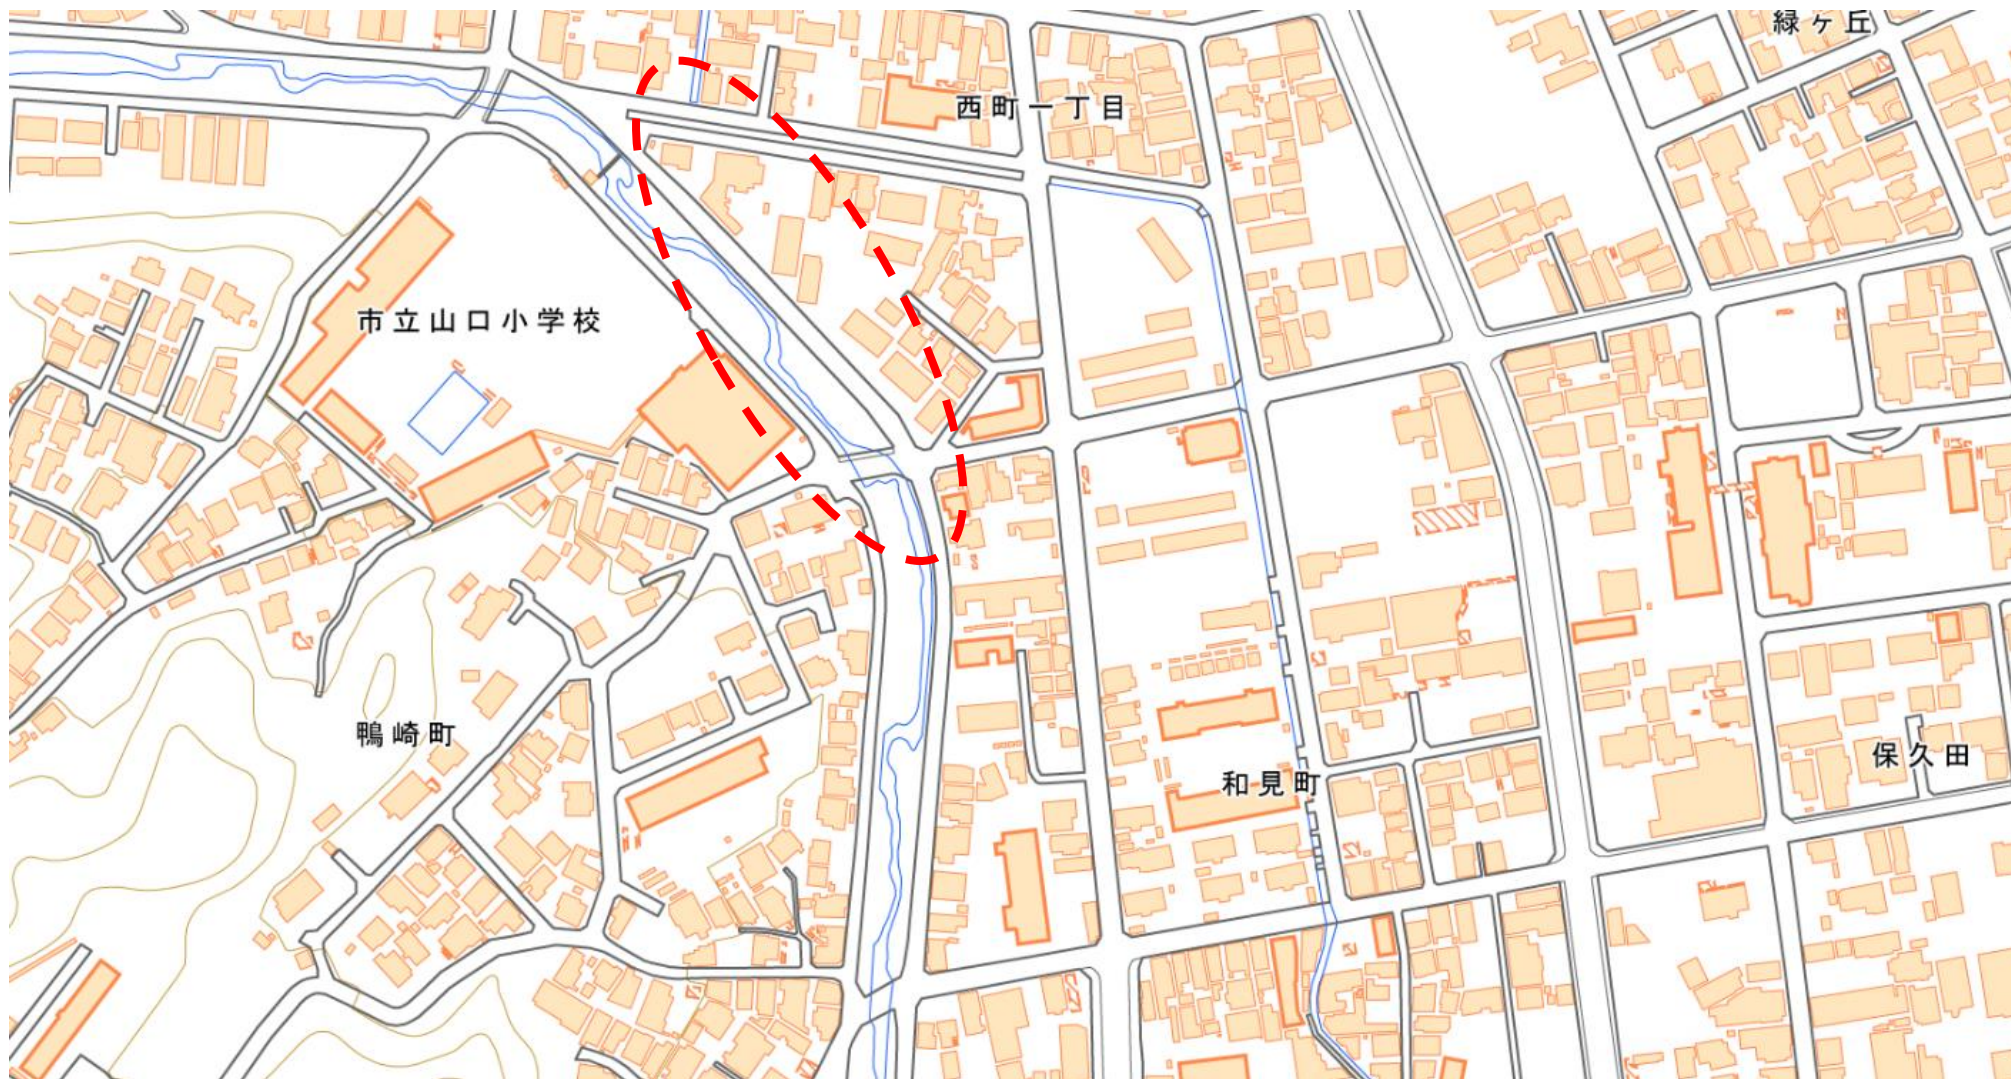 緑ヶ丘
西町一丁目
市立山口小学校
鴨崎町
保久田
和見町